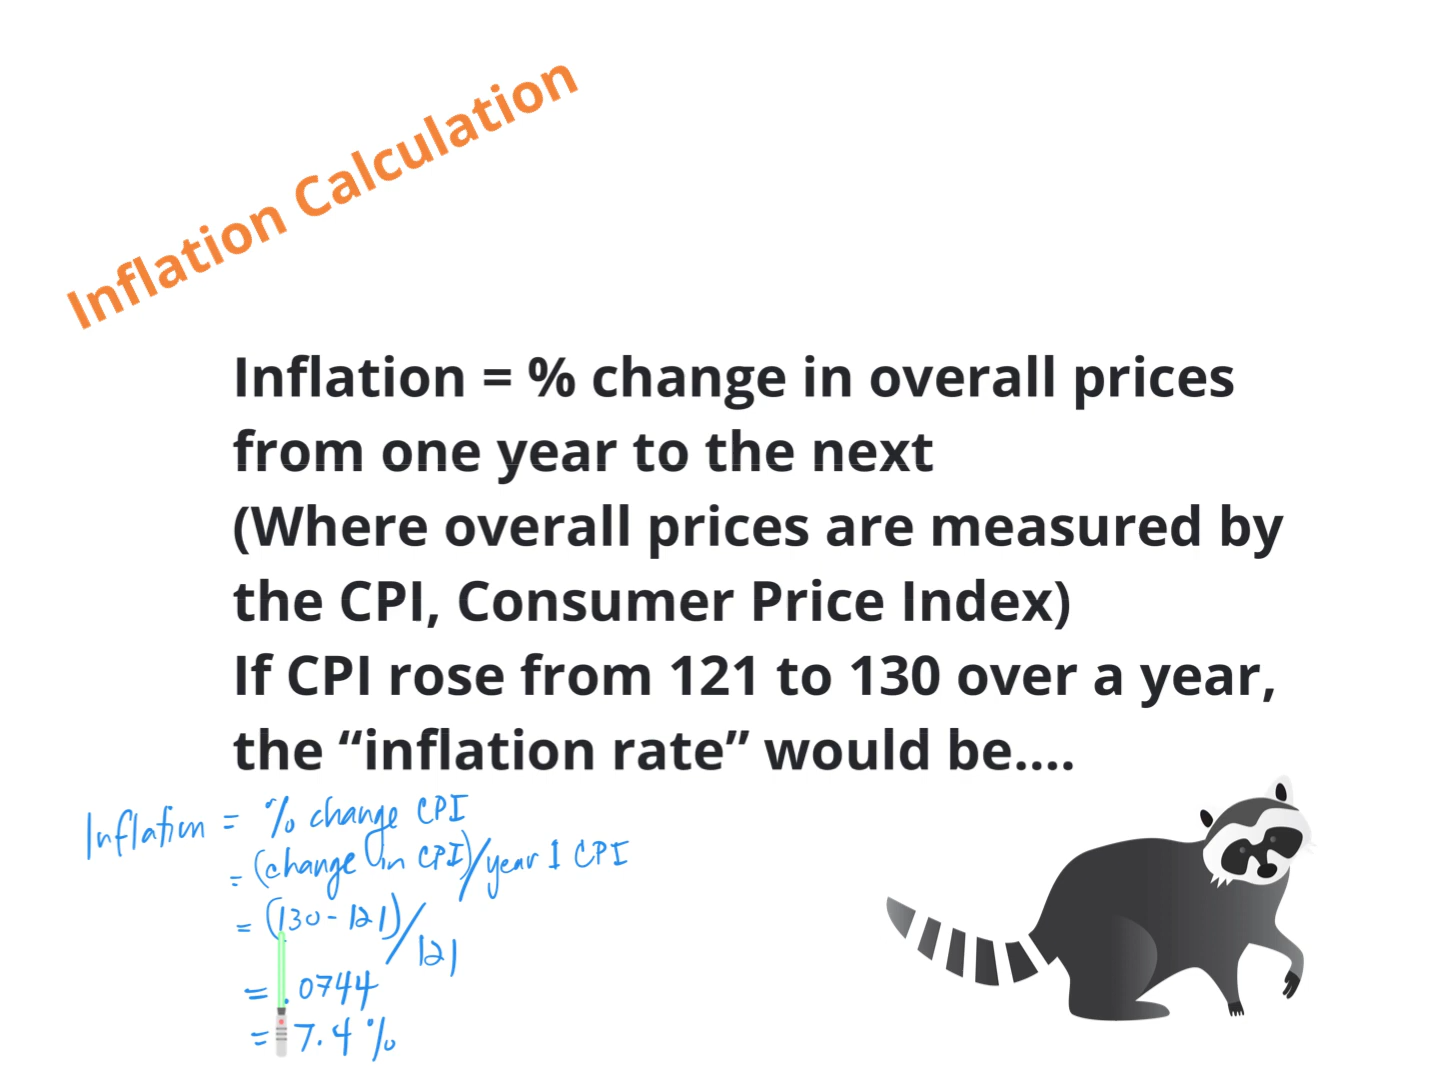 Inflation Calculation
Inflation = % change in overall prices
from one year to the next
(Where overall prices are measured by
the CPI, Consumer Price Index)
If CPI rose from 121 to 130 over a year,
the “inflation rate” would be....
Inflation = % change CPI
= (change in CPI)/year 1 CPI
= (130 - 121)/121
= .0744
= 7.4%